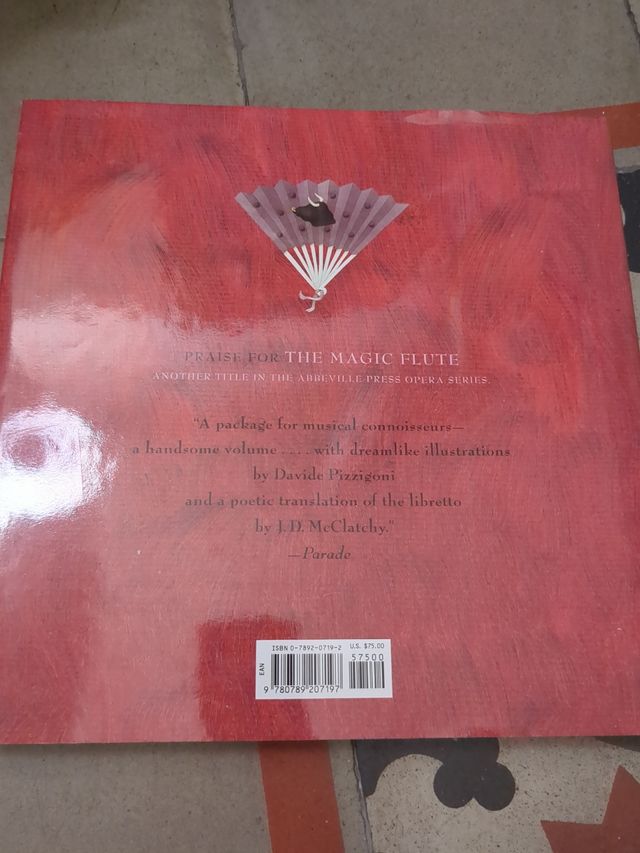 PRAISE FOR THE MAGIC FLUTE
ANOTHER TITLE IN THE ABBEVILLE PRESS OPERA SERIES
"A package for musical connoisseurs—
a handsome volume . . . . with dreamlike illustrations
by Davide Pizzigoni
and a poetic translation of the libretto
by J.D. McClatchy."
—Parade
ISBN 0-7892-0719-2 U.S. $75.00
57500
EAN
9 780789 207197